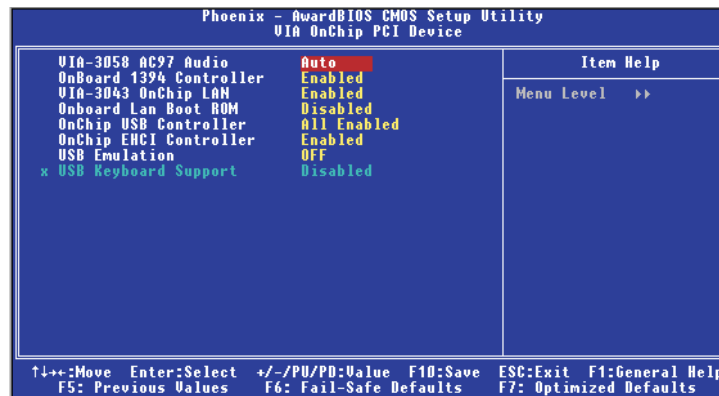 Phoenix - AwardBIOS CMOS Setup Utility
VIA OnChip PCI Device
VIA-3058 AC97 Audio Auto
OnBoard 1394 Controller Enabled
VIA-3043 OnChip LAN Enabled
Onboard Lan Boot ROM Disabled
OnChip USB Controller All Enabled
OnChip EHCI Controller Enabled
USB Emulation OFF
x USB Keyboard Support Disabled
Item Help
Menu Level ▸▸
↑↓→←:Move Enter:Select +/-/PU/PD:Value F10:Save ESC:Exit F1:General Help
F5: Previous Values F6: Fail-Safe Defaults F7: Optimized Defaults